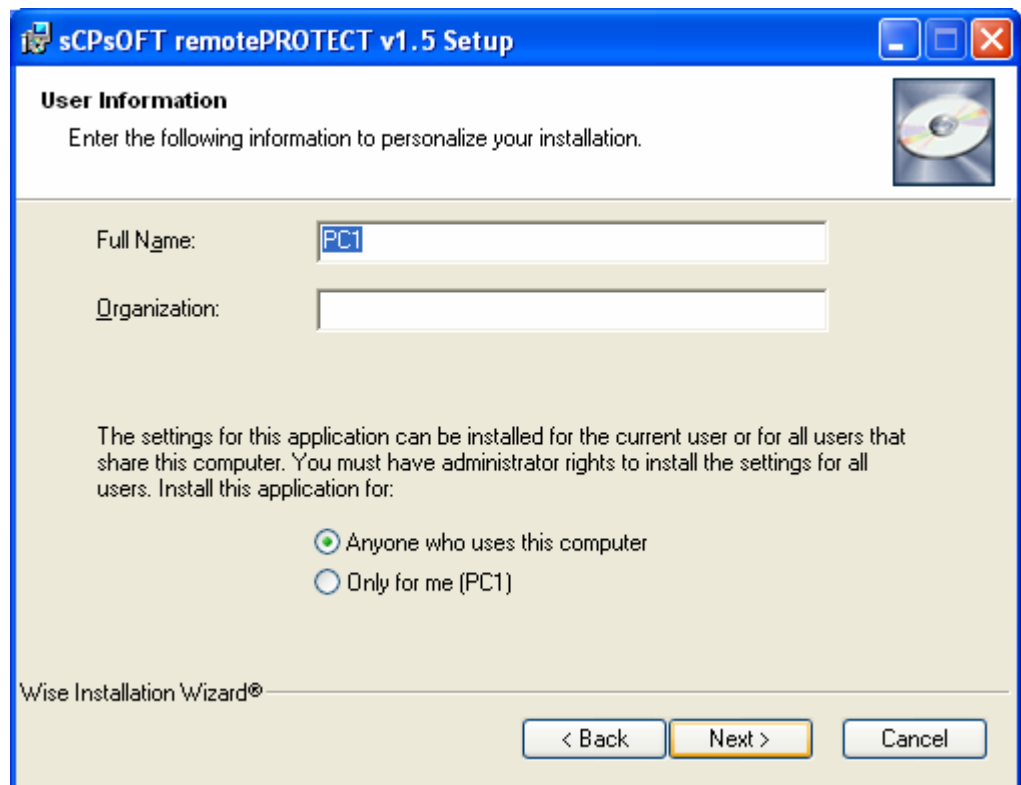 sCPsOFT remotePROTECT v1.5 Setup
User Information
Enter the following information to personalize your installation.
Full Name:
PC1
Organization:
The settings for this application can be installed for the current user or for all users that
share this computer. You must have administrator rights to install the settings for all
users. Install this application for:
Anyone who uses this computer
Only for me (PC1)
Wise Installation Wizard®
< Back
Next >
Cancel